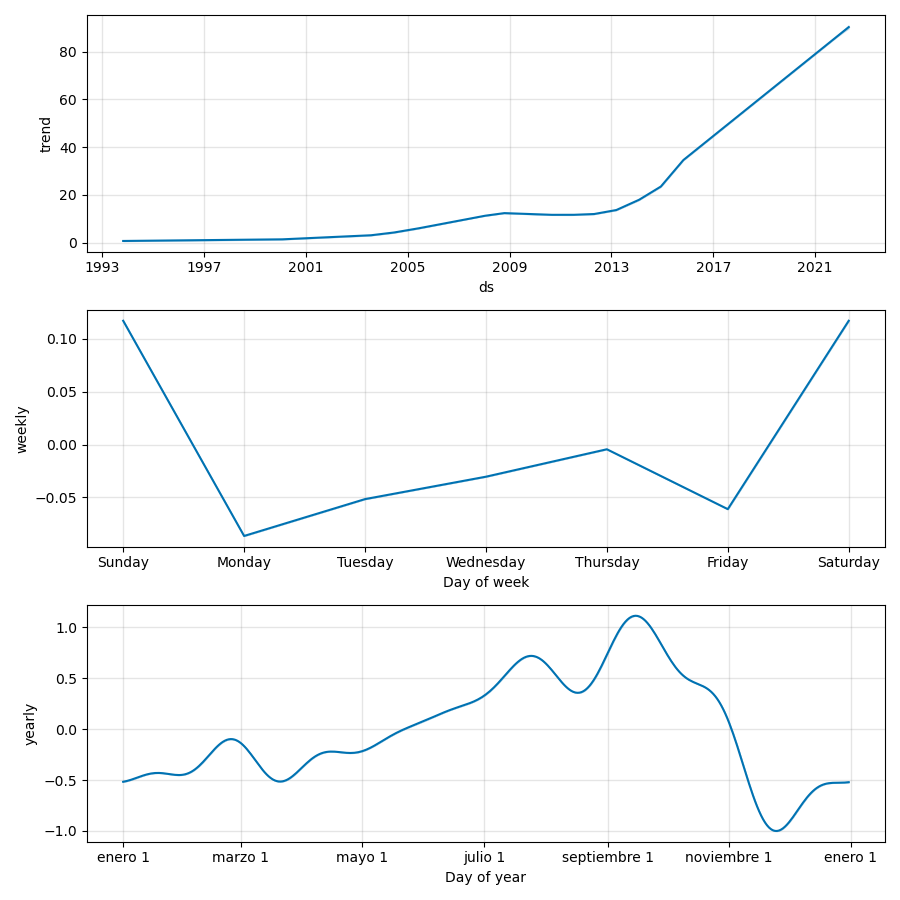 80
60
40
20
0
trend
1993 1997 2001 2005 2009 2013 2017 2021
ds
0.10
0.05
0.00
−0.05
weekly
Sunday Monday Tuesday Wednesday Thursday Friday Saturday
Day of week
1.0
0.5
0.0
−0.5
−1.0
yearly
enero 1 marzo 1 mayo 1 julio 1 septiembre 1 noviembre 1 enero 1
Day of year